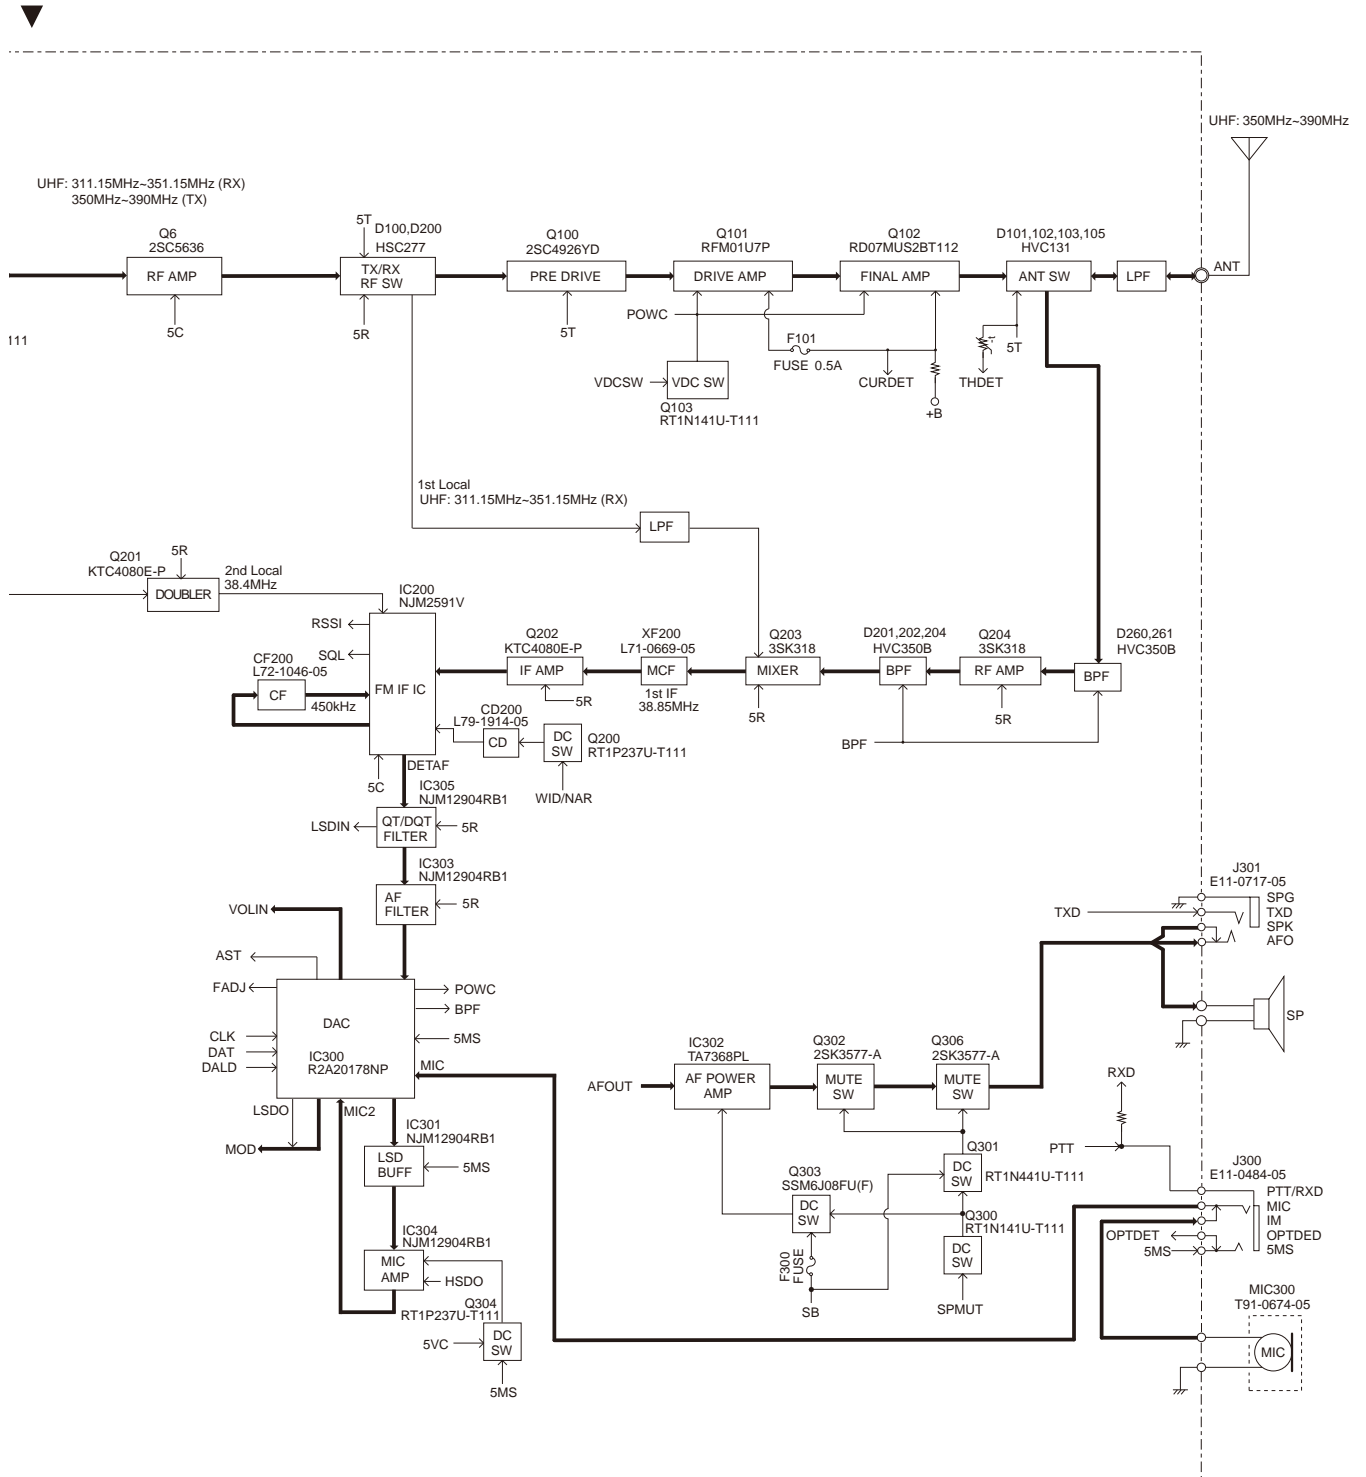 UHF: 350MHz~390MHz
UHF: 311.15MHz~351.15MHz (RX)
350MHz~390MHz (TX)
Q6
2SC5636
RF AMP
5C
111
5T
D100,D200
HSC277
TX/RX
RF SW
5R
Q100
2SC4926YD
PRE DRIVE
5T
Q101
RFM01U7P
DRIVE AMP
Q102
RD07MUS2BT112
FINAL AMP
D101,102,103,105
HVC131
ANT SW
LPF
ANT
POWC
F101
FUSE 0.5A
CURDET
+B
-t
THDET
5T
VDCSW
VDC SW
Q103
RT1N141U-T111
1st Local
UHF: 311.15MHz~351.15MHz (RX)
LPF
Q201
KTC4080E-P
5R
DOUBLER
2nd Local
38.4MHz
IC200
NJM2591V
RSSI
SQL
FM IF IC
CF200
L72-1046-05
CF
450kHz
5C
DETAF
Q202
KTC4080E-P
IF AMP
5R
XF200
L71-0669-05
MCF
1st IF
38.85MHz
Q203
3SK318
MIXER
5R
D201,202,204
HVC350B
BPF
Q204
3SK318
RF AMP
5R
D260,261
HVC350B
BPF
BPF
CD200
L79-1914-05
CD
DC
SW
Q200
RT1P237U-T111
WID/NAR
IC305
NJM12904RB1
LSDIN
QT/DQT
FILTER
5R
IC303
NJM12904RB1
AF
FILTER
5R
VOLIN
AST
FADJ
POWC
BPF
DAC
CLK
DAT
DALD
5MS
IC300
R2A20178NP
MIC
LSDO
MIC2
MOD
IC301
NJM12904RB1
LSD
BUFF
5MS
IC304
NJM12904RB1
MIC
AMP
HSDO
Q304
RT1P237U-T111
5VC
DC
SW
5MS
AFOUT
IC302
TA7368PL
AF POWER
AMP
Q302
2SK3577-A
MUTE
SW
Q306
2SK3577-A
MUTE
SW
Q301
DC
SW
RT1N441U-T111
Q303
SSM6J08FU(F)
DC
SW
Q300
RT1N141U-T111
DC
SW
F300
FUSE
SB
SPMUT
J301
E11-0717-05
SPG
TXD
TXD
SPK
AFO
SP
RXD
PTT
J300
E11-0484-05
PTT/RXD
MIC
IM
OPTDET
OPTDED
5MS
5MS
MIC300
T91-0674-05
MIC